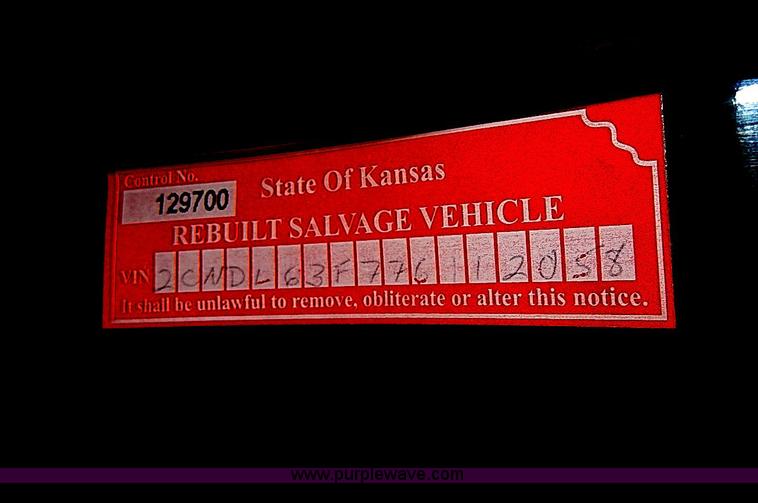 Control No.
129700
State Of Kansas
REBUILT SALVAGE VEHICLE
VIN 2CNDL63F776112058
It shall be unlawful to remove, obliterate or alter this notice.
www.purplewave.com